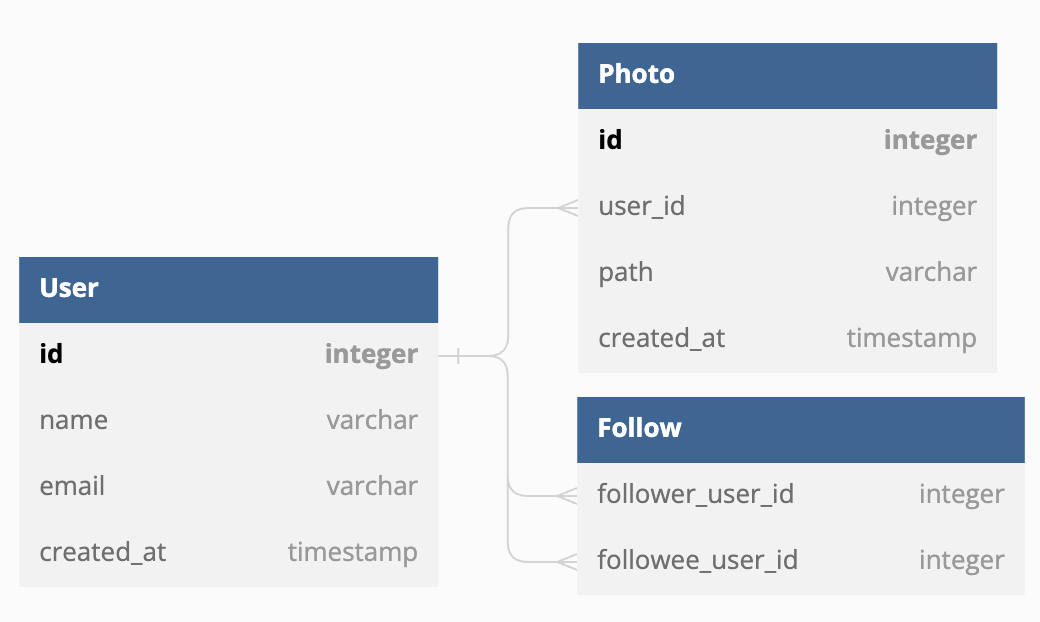 Photo
id integer
user_id integer
path varchar
created_at timestamp
User
id integer
name varchar
email varchar
created_at timestamp
Follow
follower_user_id integer
followee_user_id integer